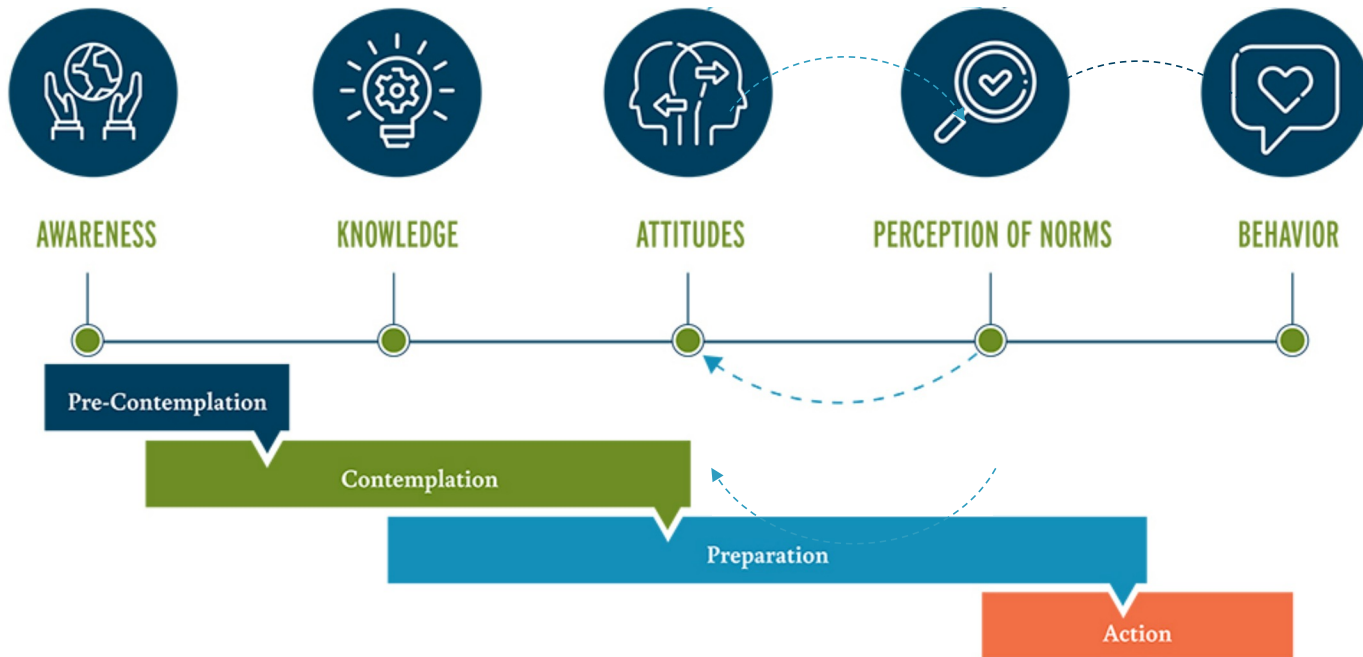 AWARENESS
KNOWLEDGE
ATTITUDES
PERCEPTION OF NORMS
BEHAVIOR
Pre-Contemplation
Contemplation
Preparation
Action